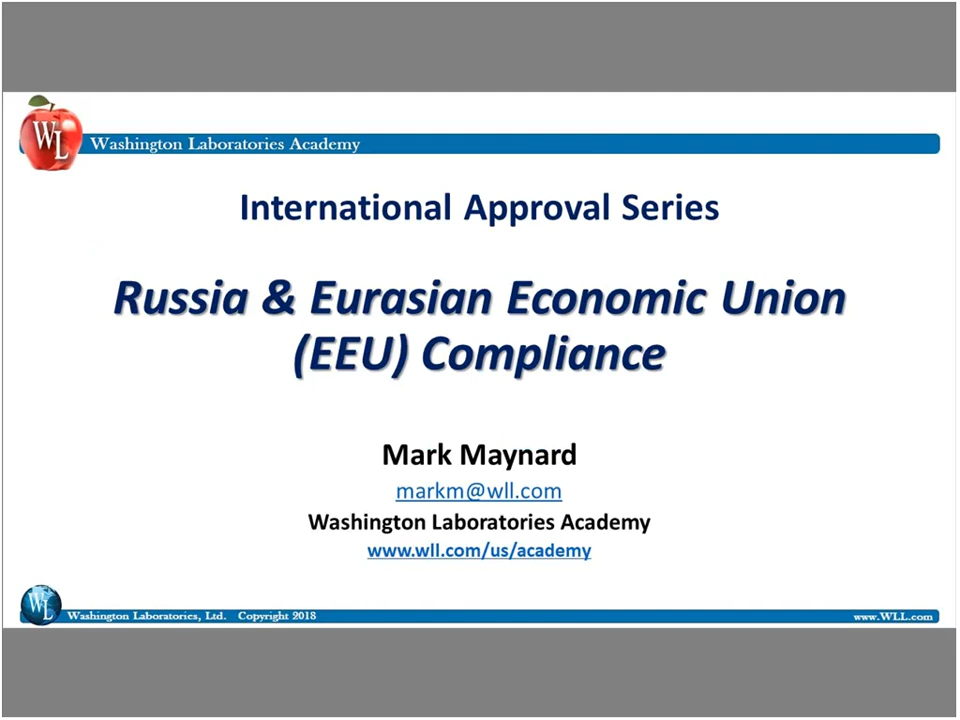 WL
Washington Laboratories Academy
International Approval Series
Russia & Eurasian Economic Union
(EEU) Compliance
Mark Maynard
markm@wll.com
Washington Laboratories Academy
www.wll.com/us/academy
WL
Washington Laboratories, Ltd. Copyright 2018
www.WLL.com